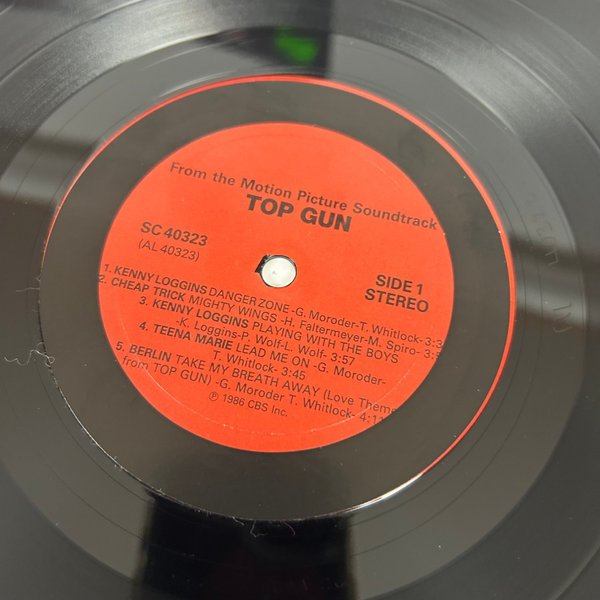 From the Motion Picture Soundtrack
TOP GUN
SC 40323
(AL 40323)
SIDE 1
STEREO
1. KENNY LOGGINS DANGER ZONE -G. Moroder-T. Whitlock-
2. CHEAP TRICK MIGHTY WINGS -H. Faltermeyer-M. Spiro-
3. KENNY LOGGINS PLAYING WITH THE BOYS
-K. Loggins-P. Wolf-L. Wolf- 3:57
4. TEENA MARIE LEAD ME ON -G. Moroder-
T. Whitlock- 3:45
5. BERLIN TAKE MY BREATH AWAY (Love Theme
from TOP GUN) -G. Moroder T. Whitlock- 4:11
℗ 1986 CBS Inc.